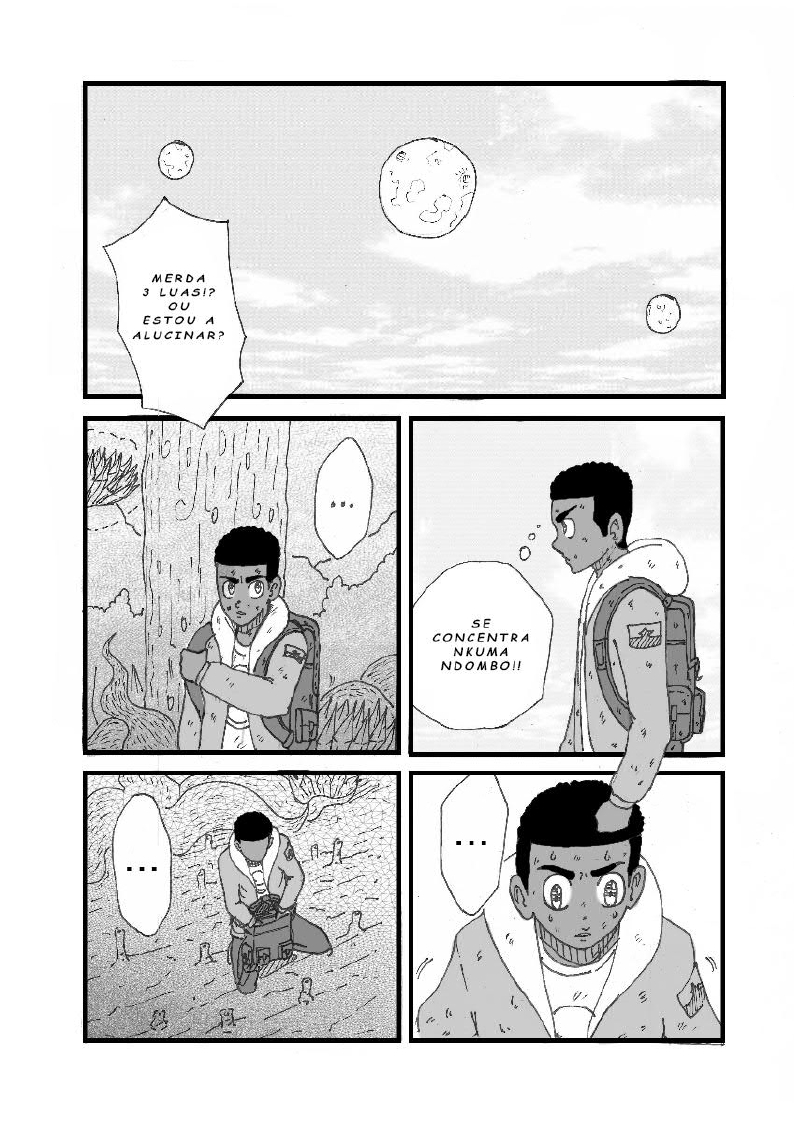 MERDA
3 LUAS!?
OU
ESTOU A
ALUCINAR?
...
SE
CONCENTRA
NKUMA
NDOMBO!!
...
...